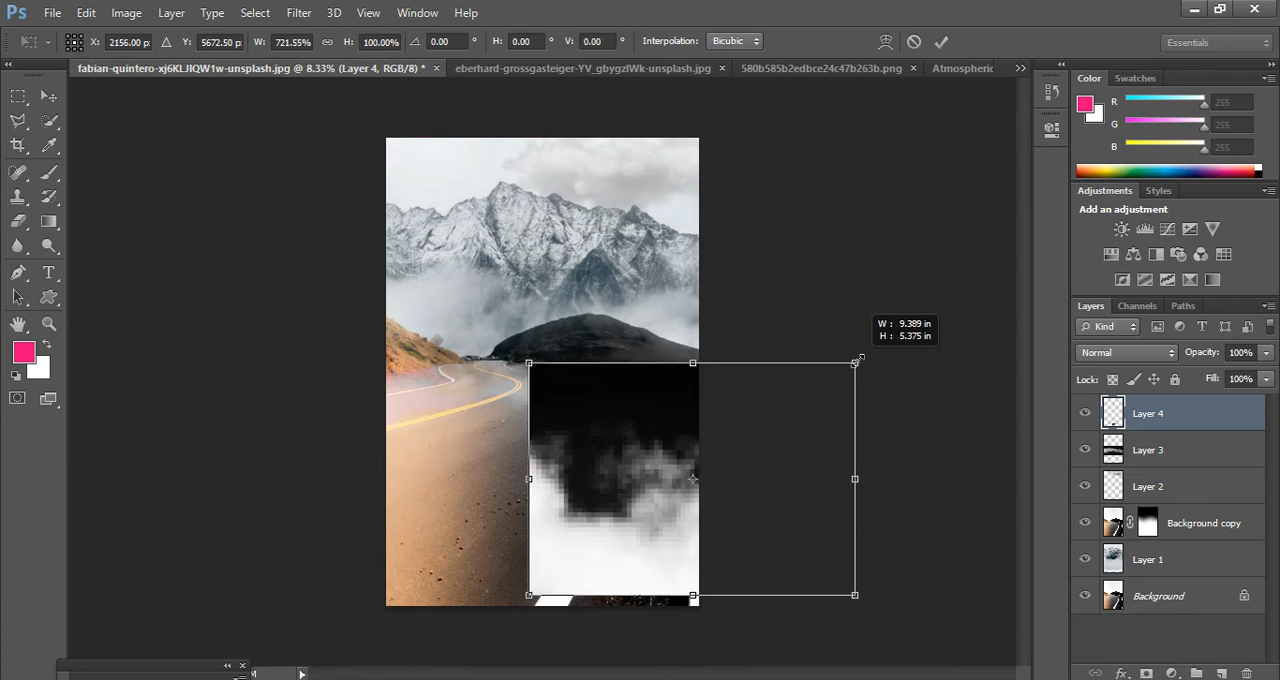 Ps File Edit Image Layer Type Select Filter 3D View Window Help
X: 2156.00 p: Y: 5672.50 p: W: 721.55% H: 100.00% 0.00 ° H: 0.00 ° V: 0.00 ° Interpolation: Bicubic Essentials
fabian-quintero-xj6KLJlQW1w-unsplash.jpg @ 8.33% (Layer 4, RGB/8) * × eberhard-grossgasteiger-YV_gbygzlWk-unsplash.jpg × 580b585b2edbce24c47b263b.png × Atmospheric
Color Swatches
R 255
G 255
B 255
Adjustments Styles
Add an adjustment
Layers Channels Paths
Kind
Normal Opacity: 100%
Lock: Fill: 100%
Layer 4
Layer 3
Layer 2
Background copy
Layer 1
Background
W : 9.389 in
H : 5.375 in